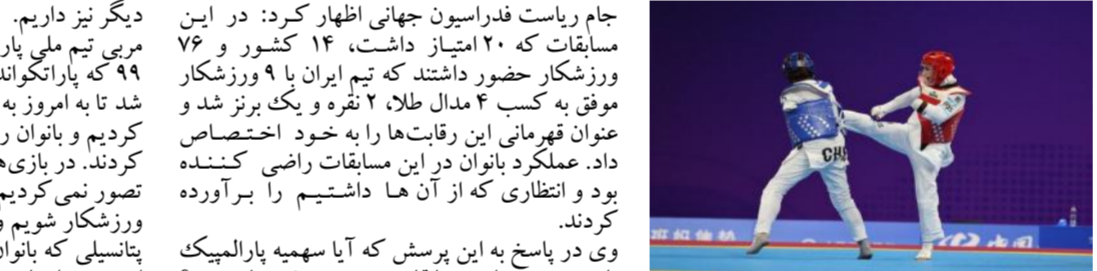 جام ریاست فدراسیون جهانی اظهار کرد: در این
مسابقات که ۲۰ امتیاز داشت، ۱۴ کشور و ۷۶
ورزشکار حضور داشتند که تیم ایران با ۹ ورزشکار
موفق به کسب ۴ مدال طلا، ۲ نقره و یک برنز شد و
عنوان قهرمانی این رقابت‌ها را به خود اختصاص
داد. عملکرد بانوان در این مسابقات راضی کننده
بود و انتظاری که از آن ها داشتیم را برآورده
کردند.
وی در پاسخ به این پرسش که آیا سهمیه پارالمپیک
دیگر نیز داریم.
مربی تیم ملی پار
۹۹ که پاراتکواند
شد تا به امروز به
کردیم و بانوان ر
کردند. در بازی‌ه
تصور نمی کردیم
ورزشکار شویم و
پتانسیلی که بانوان
CH
中国